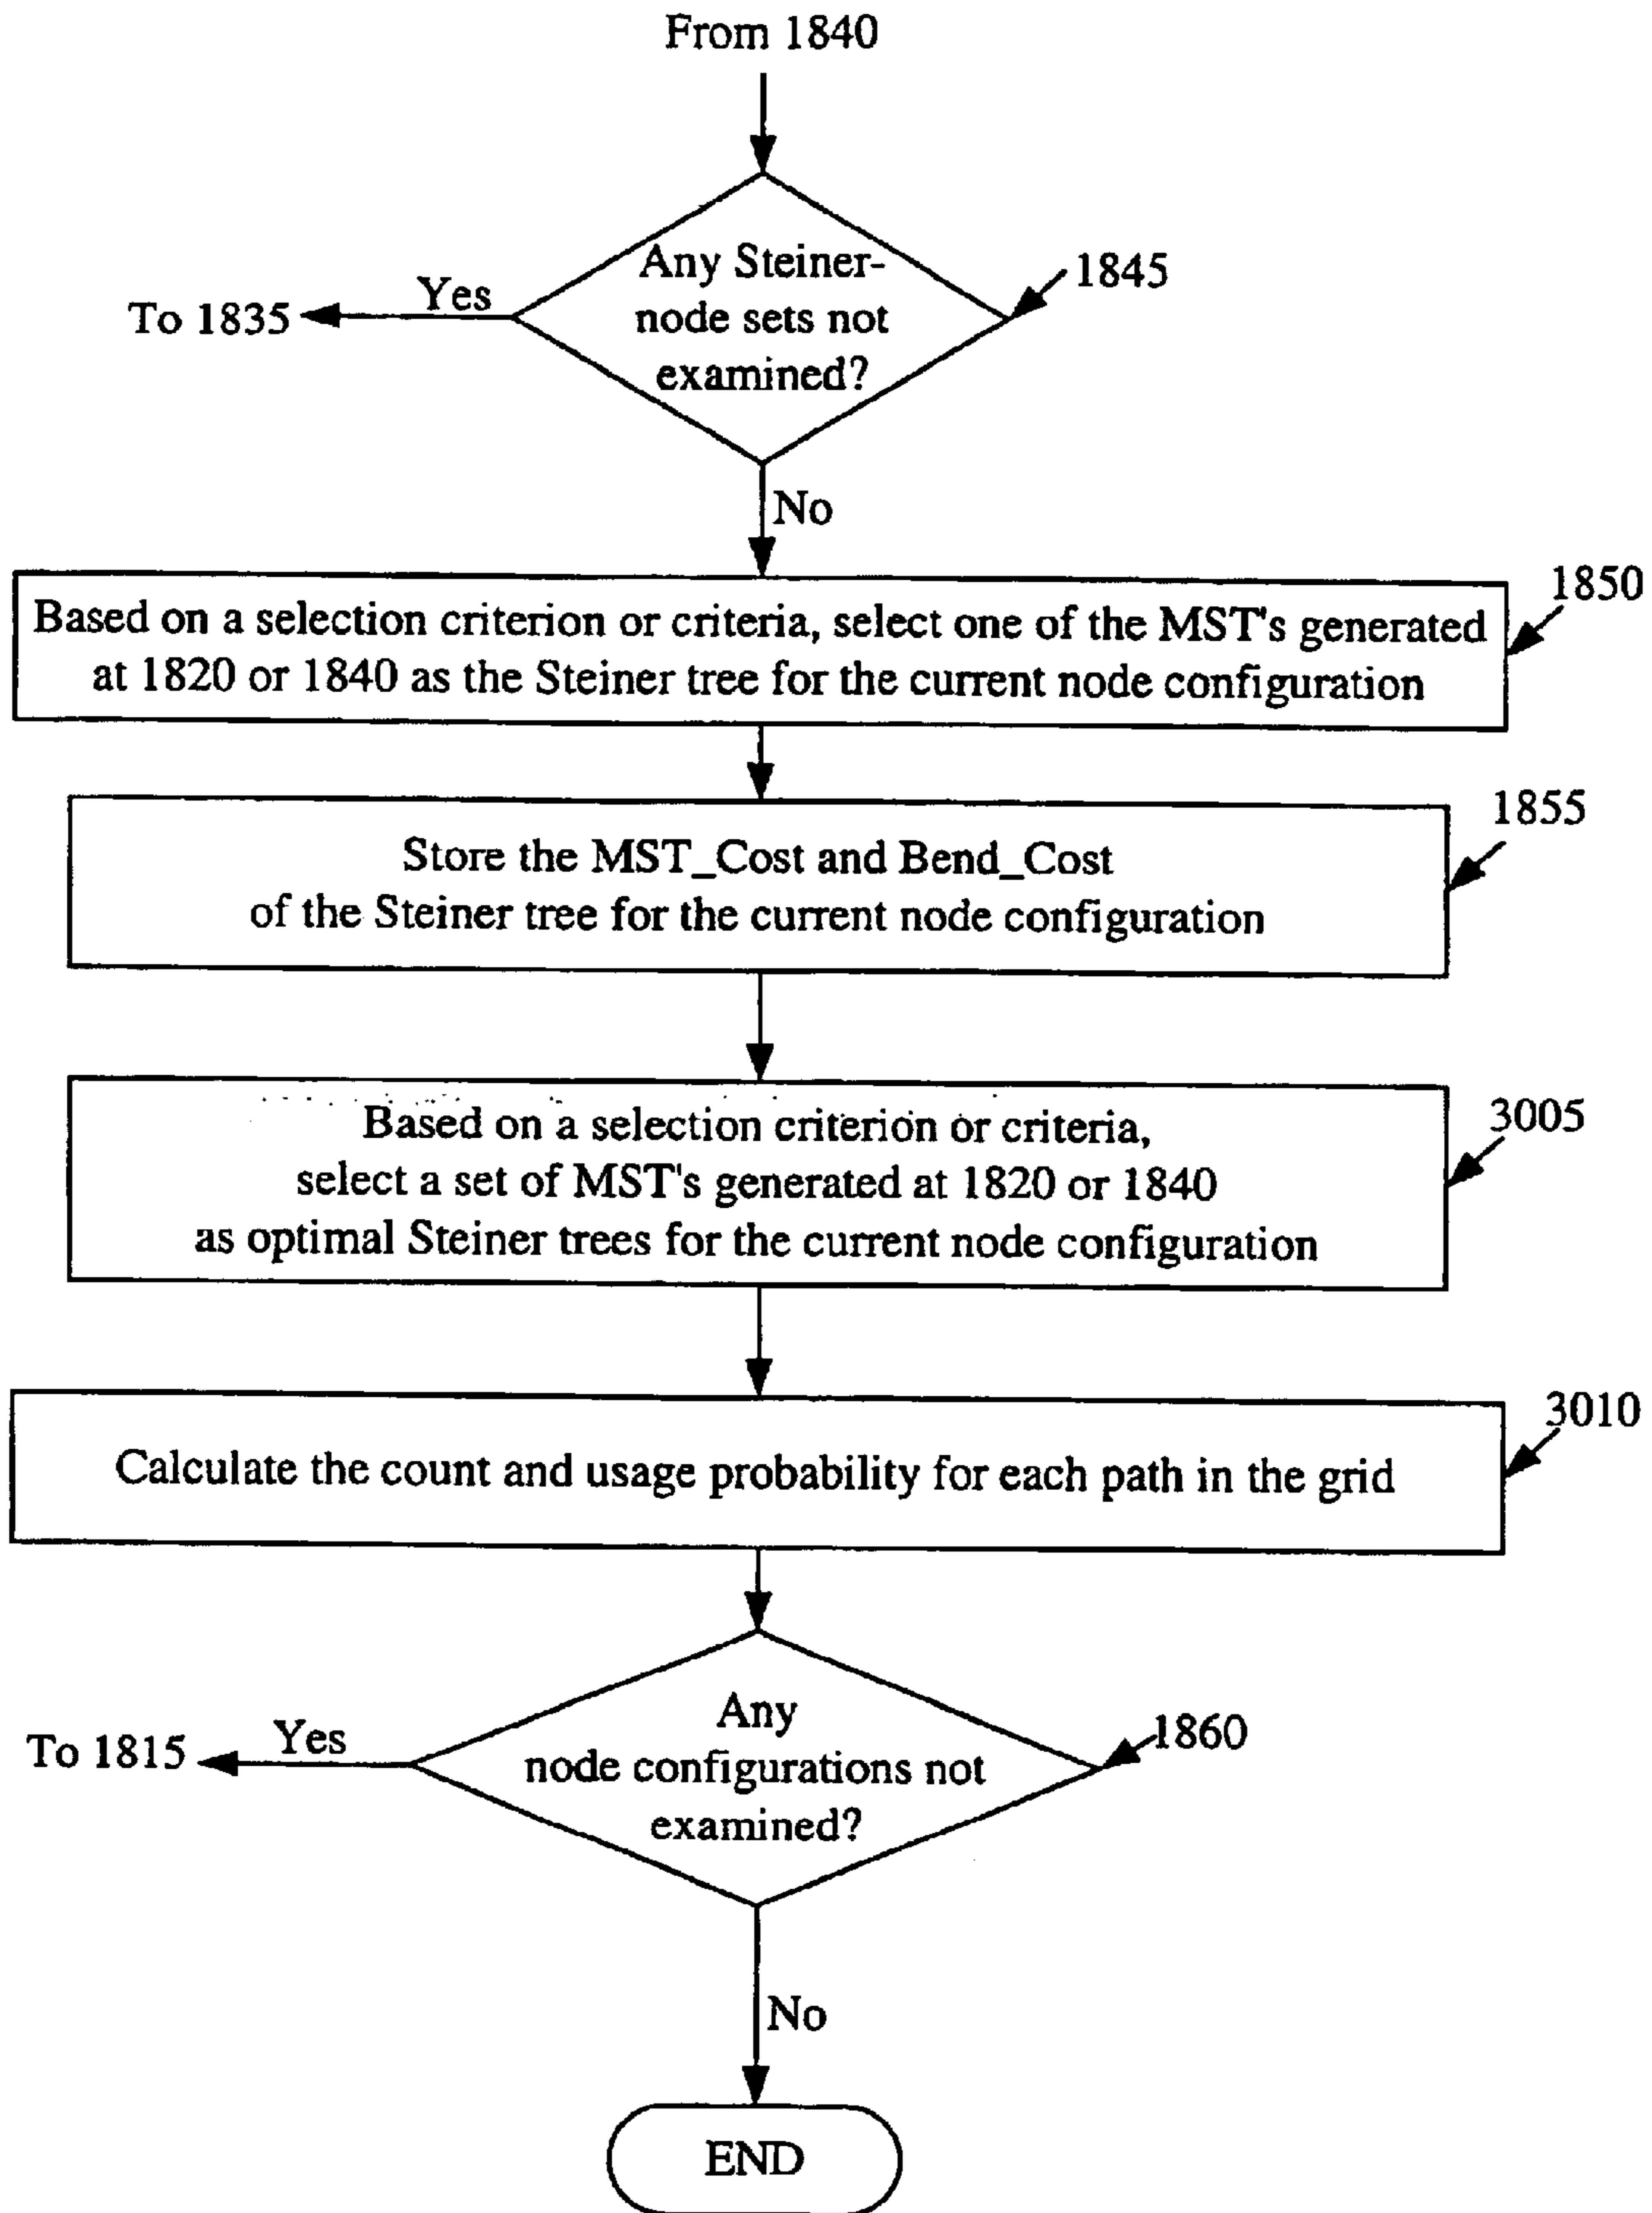 From 1840
Any Steiner-
node sets not
examined?
1845
Yes
To 1835
No
1850
Based on a selection criterion or criteria, select one of the MST's generated
at 1820 or 1840 as the Steiner tree for the current node configuration
1855
Store the MST_Cost and Bend_Cost
of the Steiner tree for the current node configuration
3005
Based on a selection criterion or criteria,
select a set of MST's generated at 1820 or 1840
as optimal Steiner trees for the current node configuration
3010
Calculate the count and usage probability for each path in the grid
Any
node configurations not
examined?
1860
Yes
To 1815
No
END